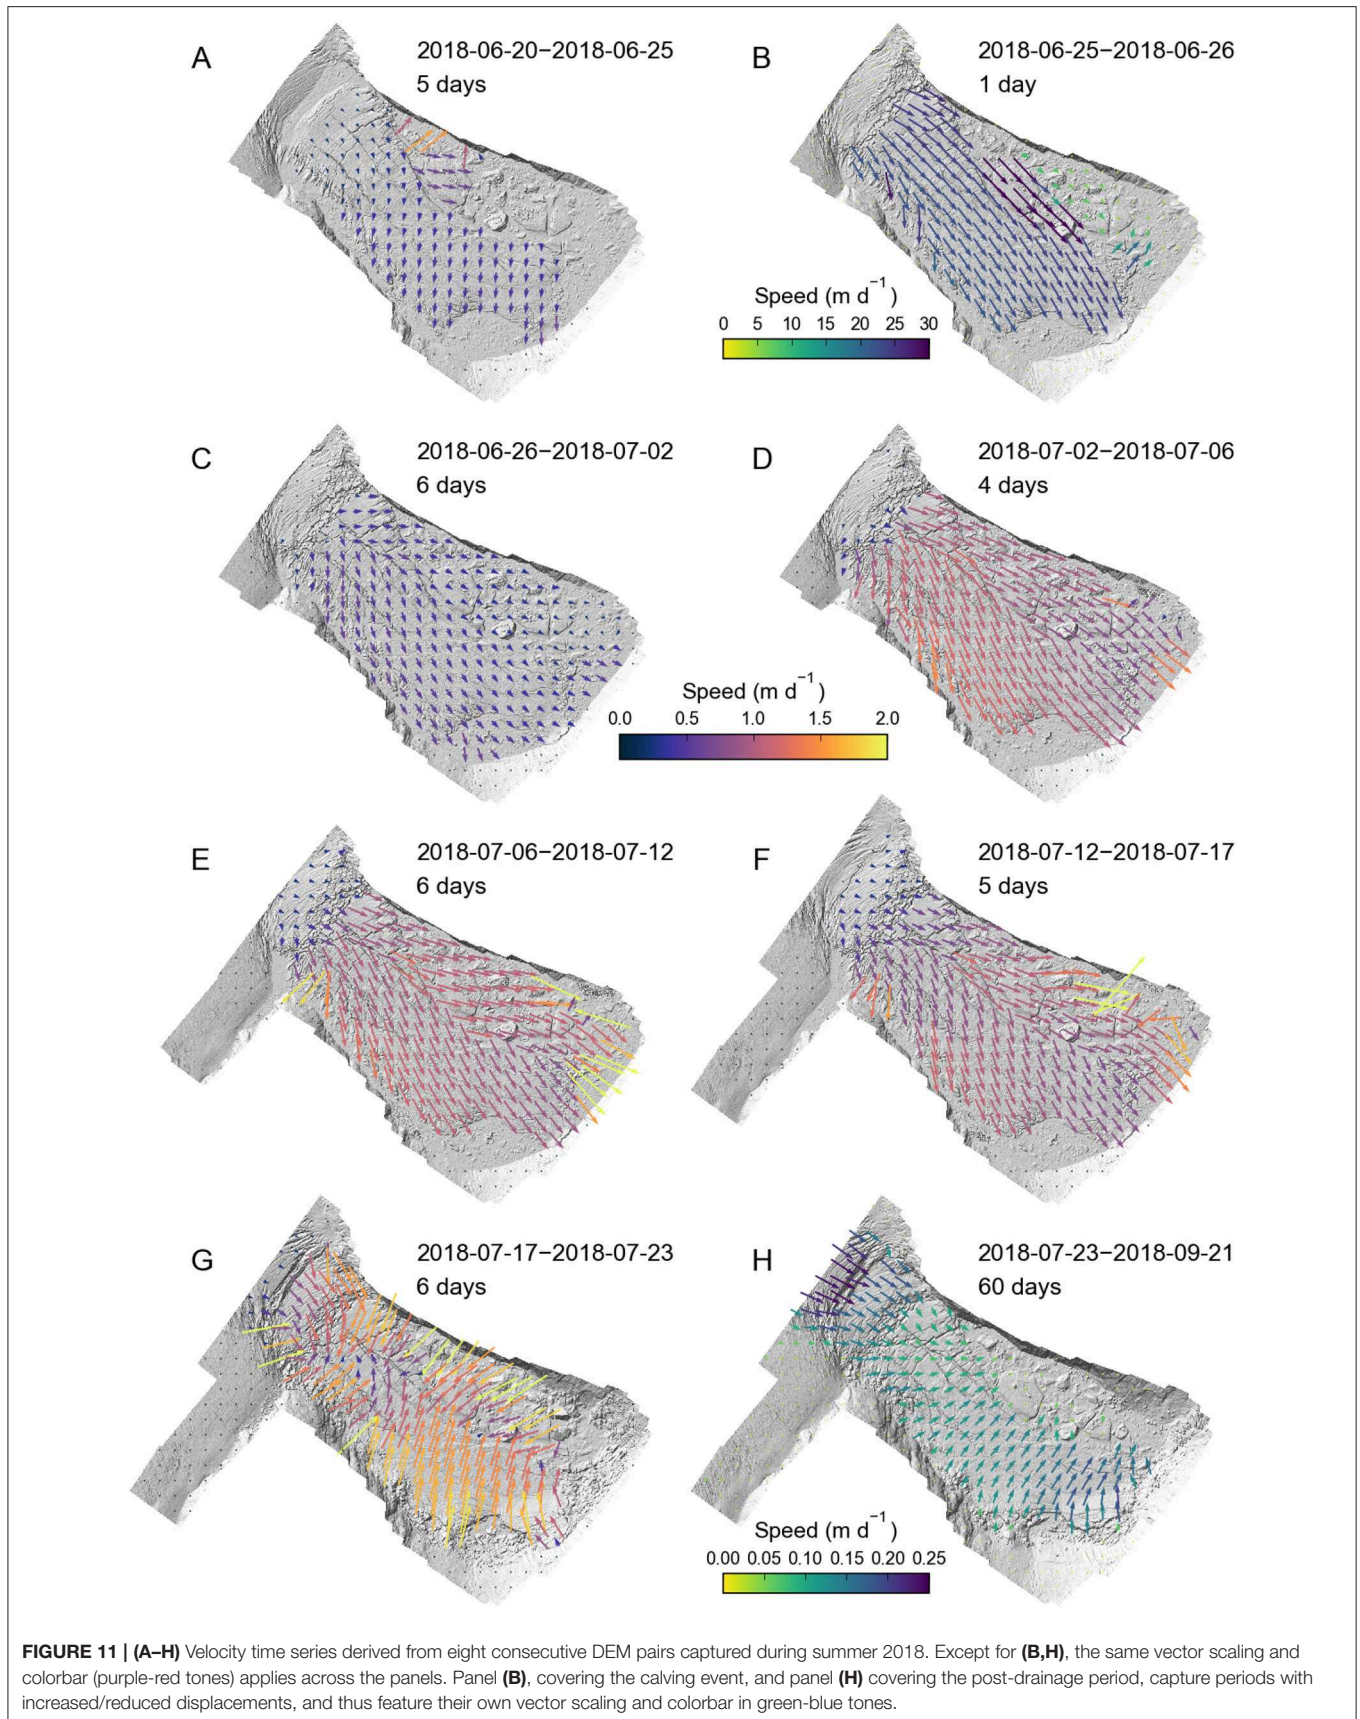 A
2018-06-20−2018-06-25
5 days
B
2018-06-25−2018-06-26
1 day
Speed (m d⁻¹)
0 5 10 15 20 25 30
C
2018-06-26−2018-07-02
6 days
D
2018-07-02−2018-07-06
4 days
Speed (m d⁻¹)
0.0 0.5 1.0 1.5 2.0
E
2018-07-06−2018-07-12
6 days
F
2018-07-12−2018-07-17
5 days
G
2018-07-17−2018-07-23
6 days
H
2018-07-23−2018-09-21
60 days
Speed (m d⁻¹)
0.00 0.05 0.10 0.15 0.20 0.25
FIGURE 11 | (A–H) Velocity time series derived from eight consecutive DEM pairs captured during summer 2018. Except for (B,H), the same vector scaling and
colorbar (purple-red tones) applies across the panels. Panel (B), covering the calving event, and panel (H) covering the post-drainage period, capture periods with
increased/reduced displacements, and thus feature their own vector scaling and colorbar in green-blue tones.